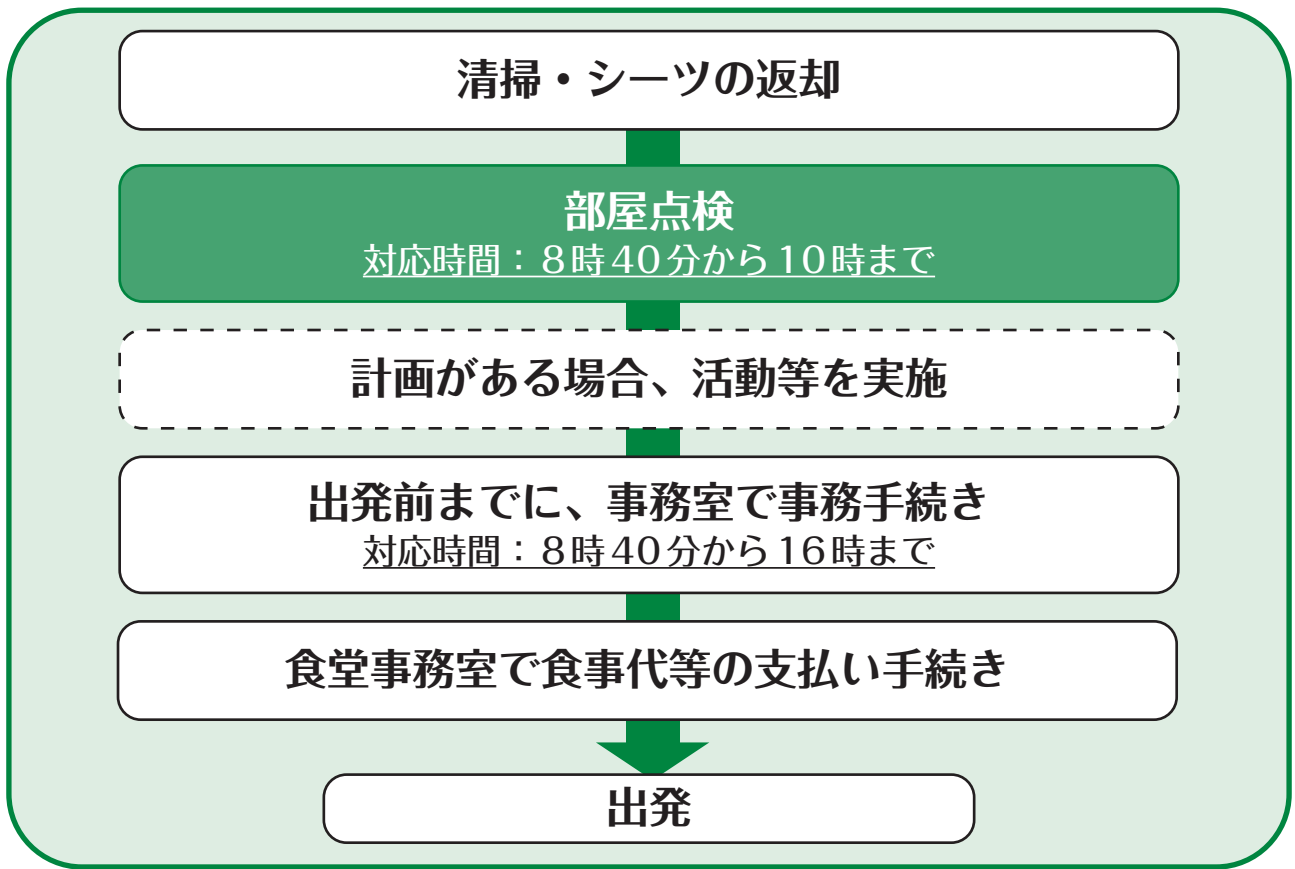 清掃・シーツの返却
部屋点検
対応時間：8時40分から10時まで
計画がある場合、活動等を実施
出発前までに、事務室で事務手続き
対応時間：8時40分から16時まで
食堂事務室で食事代等の支払い手続き
出発